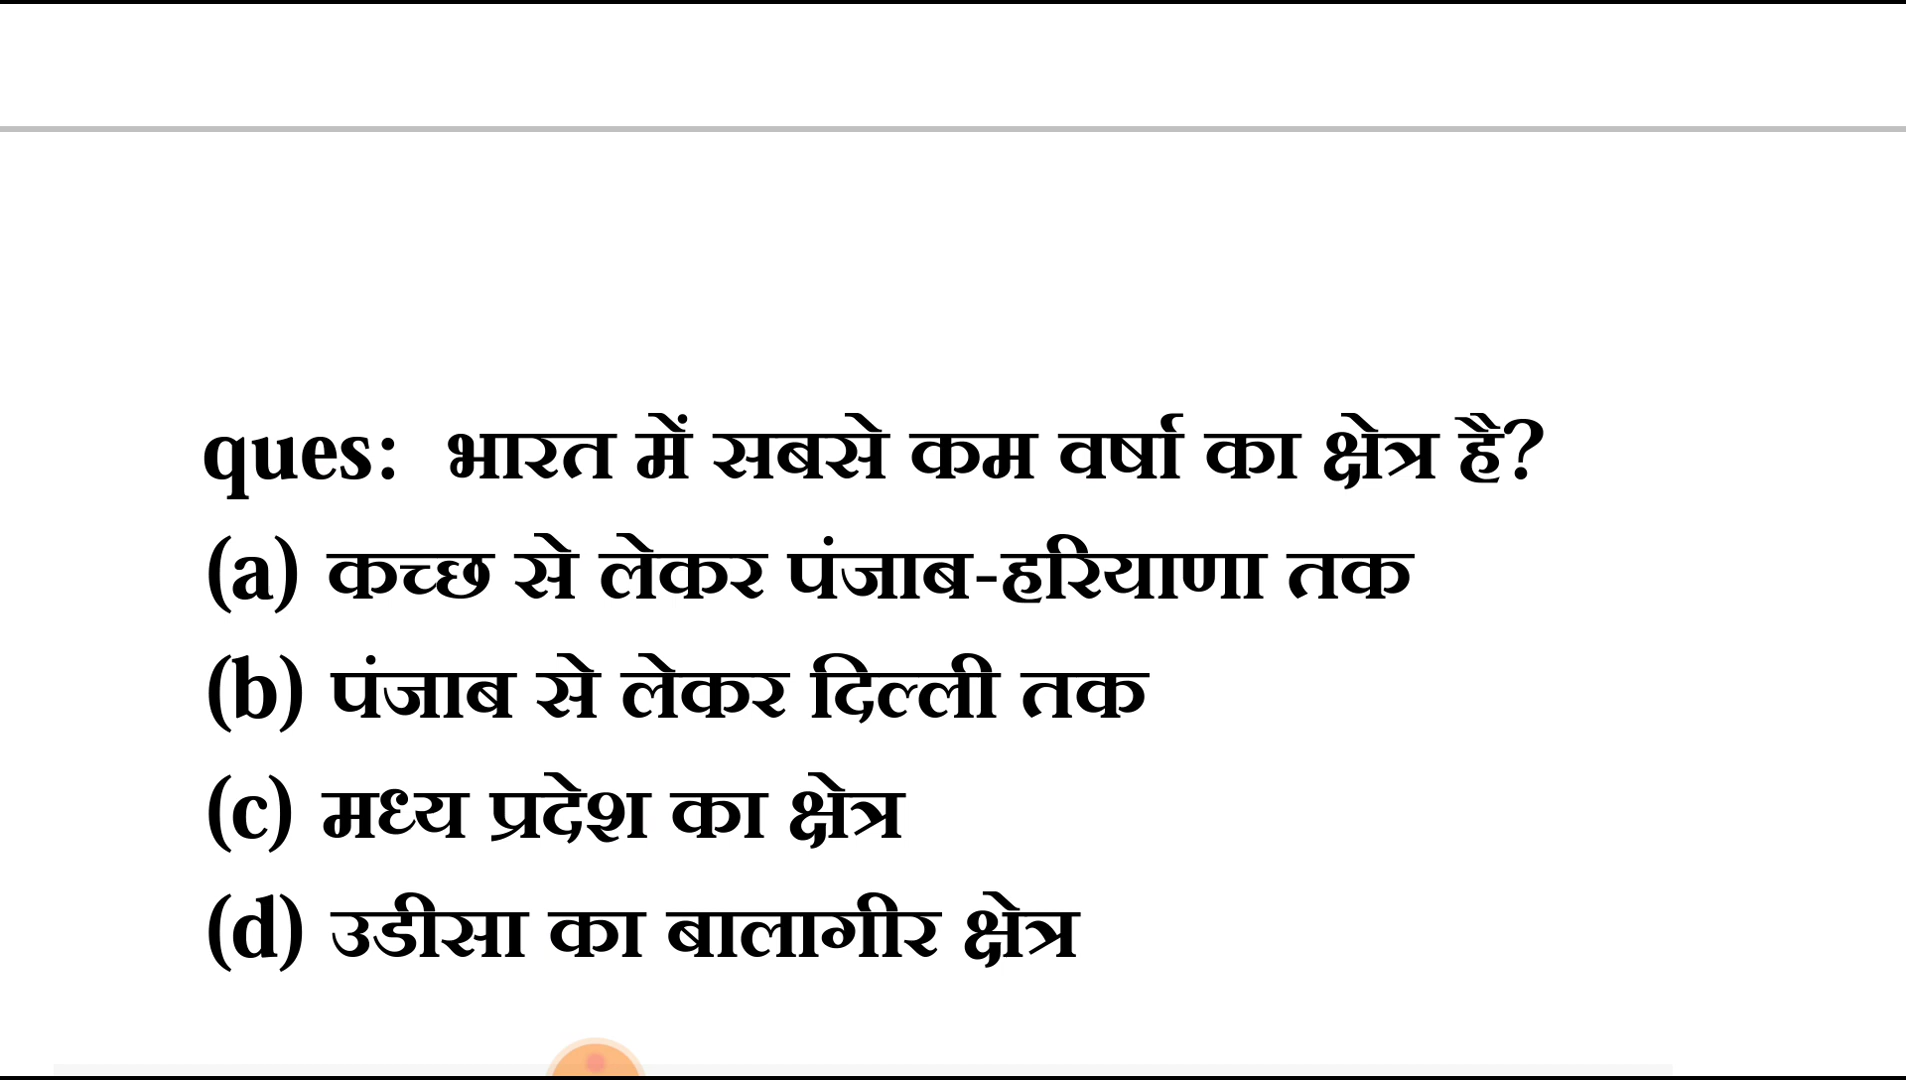 ques: भारत में सबसे कम वर्षा का क्षेत्र है?
(a) कच्छ से लेकर पंजाब-हरियाणा तक
(b) पंजाब से लेकर दिल्ली तक
(c) मध्य प्रदेश का क्षेत्र
(d) उडीसा का बालागीर क्षेत्र